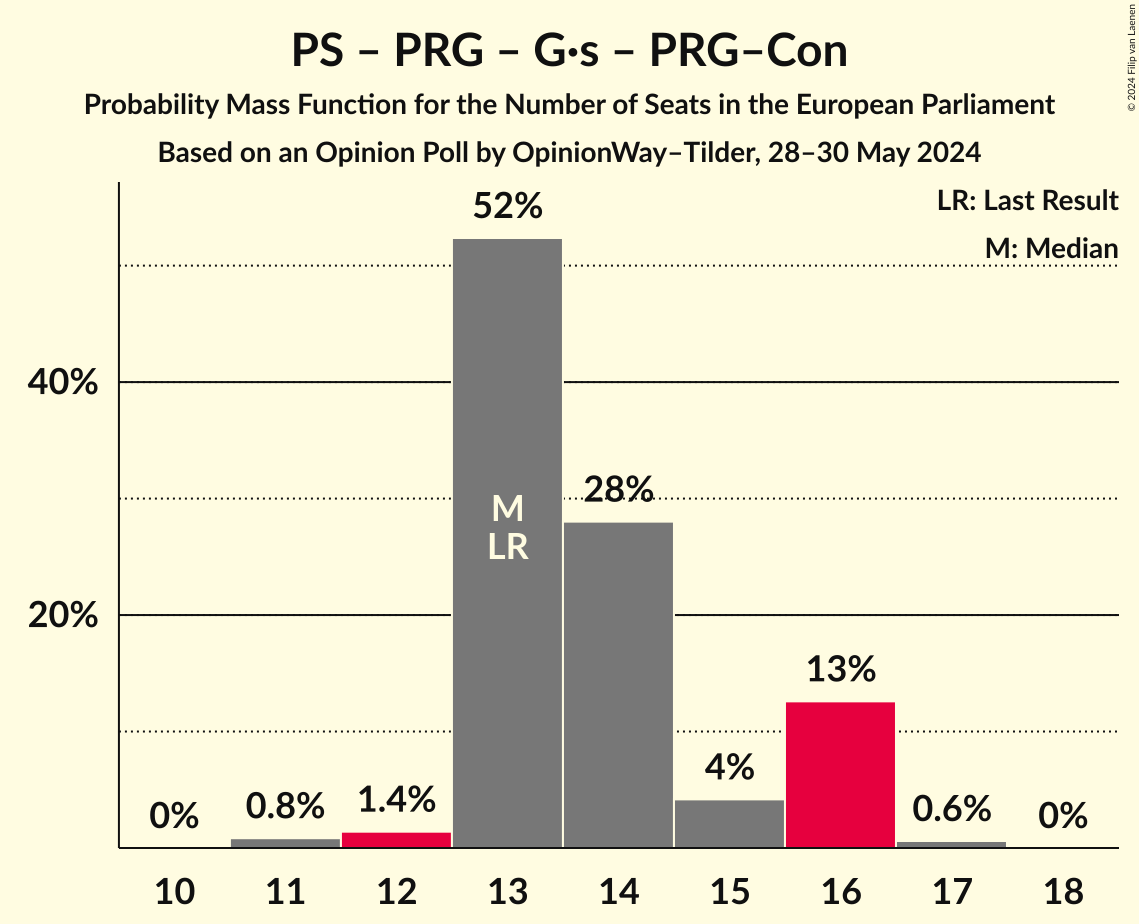 PS – PRG – G·s – PRG–Con
Probability Mass Function for the Number of Seats in the European Parliament
Based on an Opinion Poll by OpinionWay–Tilder, 28–30 May 2024
© 2024 Filip van Laenen
LR: Last Result
M: Median
52%
40%
28%
M
LR
20%
13%
4%
1.4%
0.8%
0.6%
0%
0%
10 11 12 13 14 15 16 17 18